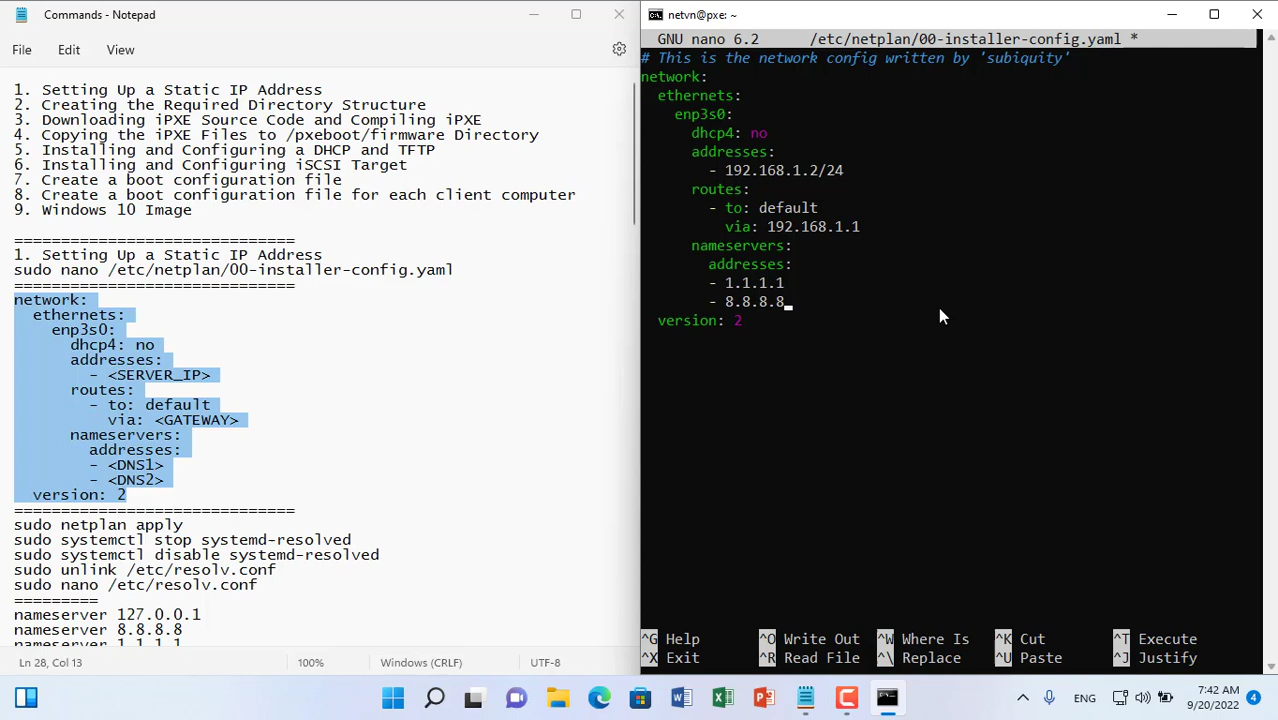 Commands - Notepad
File Edit View
1. Setting Up a Static IP Address
2. Creating the Required Directory Structure
3. Downloading iPXE Source Code and Compiling iPXE
4. Copying the iPXE Files to /pxeboot/firmware Directory
5. Installing and Configuring a DHCP and TFTP
6. Installing and Configuring iSCSI Target
7. Create a boot configuration file
8. Create a boot configuration file for each client computer
9. Windows 10 Image
==============================
1. Setting Up a Static IP Address
sudo nano /etc/netplan/00-installer-config.yaml
==============================
network:
  ethernets:
    enp3s0:
      dhcp4: no
      addresses:
        - <SERVER_IP>
      routes:
        - to: default
          via: <GATEWAY>
      nameservers:
        addresses:
        - <DNS1>
        - <DNS2>
  version: 2
==============================
sudo netplan apply
sudo systemctl stop systemd-resolved
sudo systemctl disable systemd-resolved
sudo unlink /etc/resolv.conf
sudo nano /etc/resolv.conf
=========
nameserver 127.0.0.1
nameserver 8.8.8.8
nameserver 1.1.1.1
Ln 28, Col 13 100% Windows (CRLF) UTF-8
netvn@pxe: ~
GNU nano 6.2 /etc/netplan/00-installer-config.yaml *
# This is the network config written by 'subiquity'
network:
  ethernets:
    enp3s0:
      dhcp4: no
      addresses:
        - 192.168.1.2/24
      routes:
        - to: default
          via: 192.168.1.1
      nameservers:
        addresses:
        - 1.1.1.1
        - 8.8.8.8
  version: 2
^G Help ^O Write Out ^W Where Is ^K Cut ^T Execute
^X Exit ^R Read File ^\ Replace ^U Paste ^J Justify
ENG 7:42 AM
9/20/2022 4